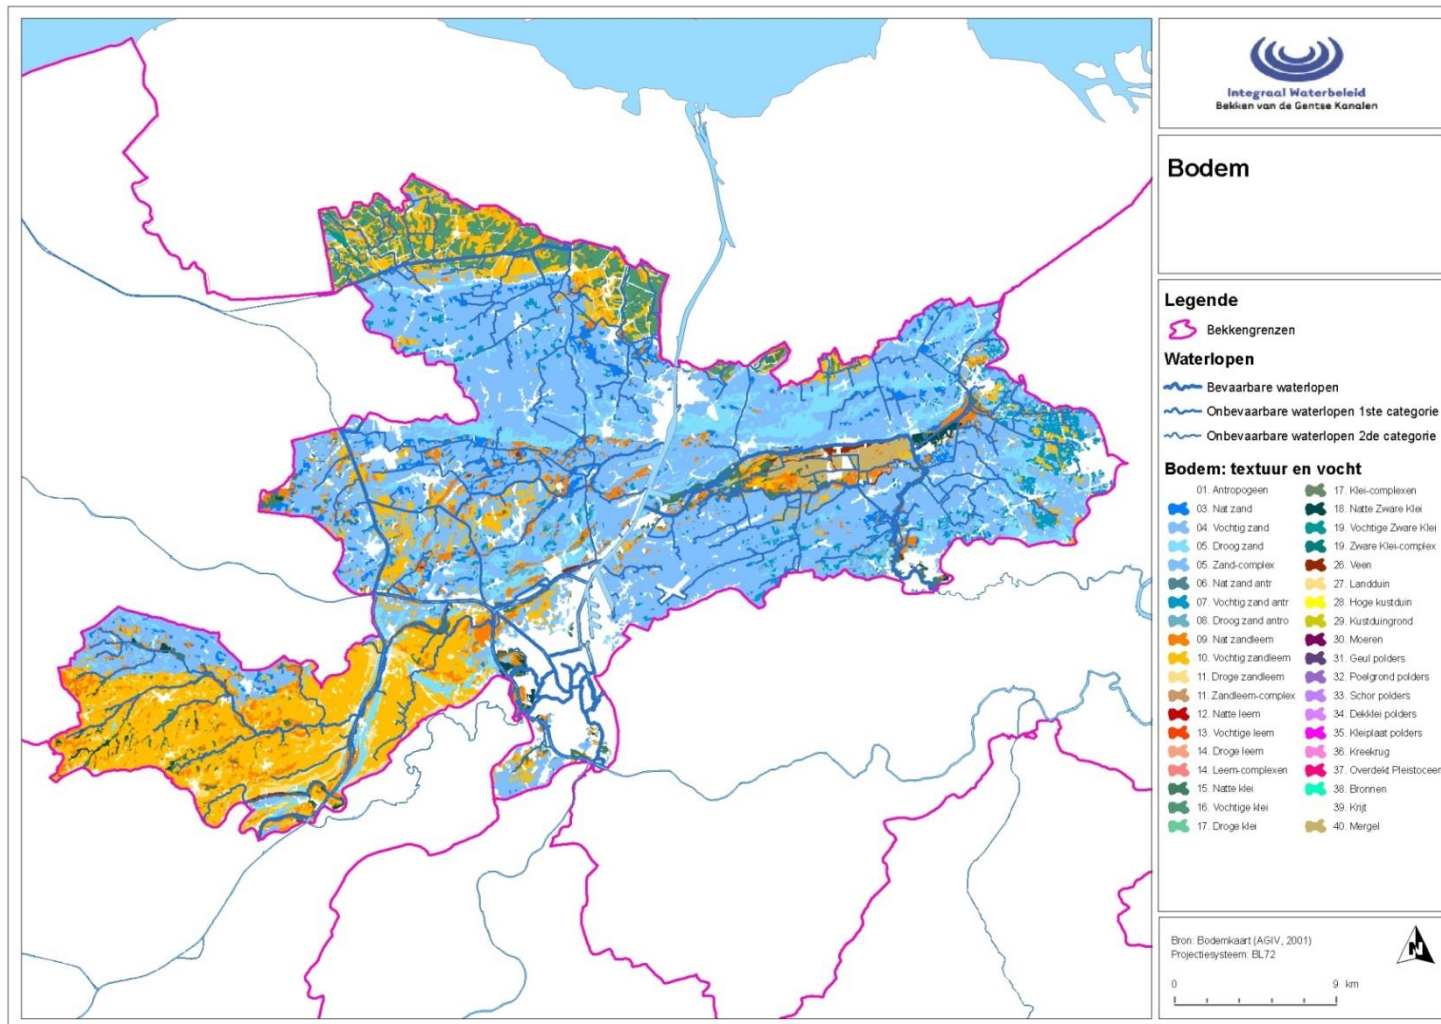 Integraal Waterbeleid
Bekken van de Gentse Kanalen
Bodem
Legende
Bekkengrenzen
Waterlopen
Bevaarbare waterlopen
Onbevaarbare waterlopen 1ste categorie
Onbevaarbare waterlopen 2de categorie
Bodem: textuur en vocht
01. Antropogeen
03. Nat zand
04. Vochtig zand
05. Droog zand
05. Zand-complex
06. Nat zand antr
07. Vochtig zand antr
08. Droog zand antro
09. Nat zandleem
10. Vochtig zandleem
11. Droge zandleem
11. Zandleem-complex
12. Natte leem
13. Vochtige leem
14. Droge leem
14. Leem-complexen
15. Natte klei
16. Vochtige klei
17. Droge klei
17. Klei-complexen
18. Natte Zware Klei
19. Vochtige Zware Klei
19. Zware Klei-complex
26. Veen
27. Landduin
28. Hoge kustduin
29. Kustduingrond
30. Moeren
31. Geul polders
32. Poelgrond polders
33. Schor polders
34. Dekklei polders
35. Kleiplaat polders
36. Kreekrug
37. Overdekt Pleistoceen
38. Bronnen
39. Krijt
40. Mergel
Bron: Bodemkaart (AGIV, 2001)
Projectiesysteem: BL72
N
0 9 km